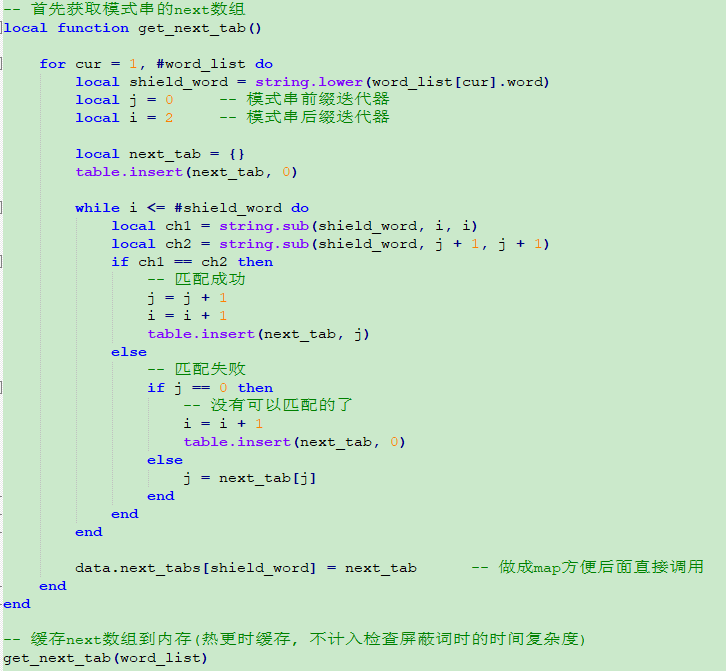 -- 首先获取模式串的next数组
local function get_next_tab()
for cur = 1, #word_list do
local shield_word = string.lower(word_list[cur].word)
local j = 0 -- 模式串前缀迭代器
local i = 2 -- 模式串后缀迭代器
local next_tab = {}
table.insert(next_tab, 0)
while i <= #shield_word do
local ch1 = string.sub(shield_word, i, i)
local ch2 = string.sub(shield_word, j + 1, j + 1)
if ch1 == ch2 then
-- 匹配成功
j = j + 1
i = i + 1
table.insert(next_tab, j)
else
-- 匹配失败
if j == 0 then
-- 没有可以匹配的了
i = i + 1
table.insert(next_tab, 0)
else
j = next_tab[j]
end
end
end
data.next_tabs[shield_word] = next_tab -- 做成map方便后面直接调用
end
end
-- 缓存next数组到内存(热更时缓存, 不计入检查屏蔽词时的时间复杂度)
get_next_tab(word_list)